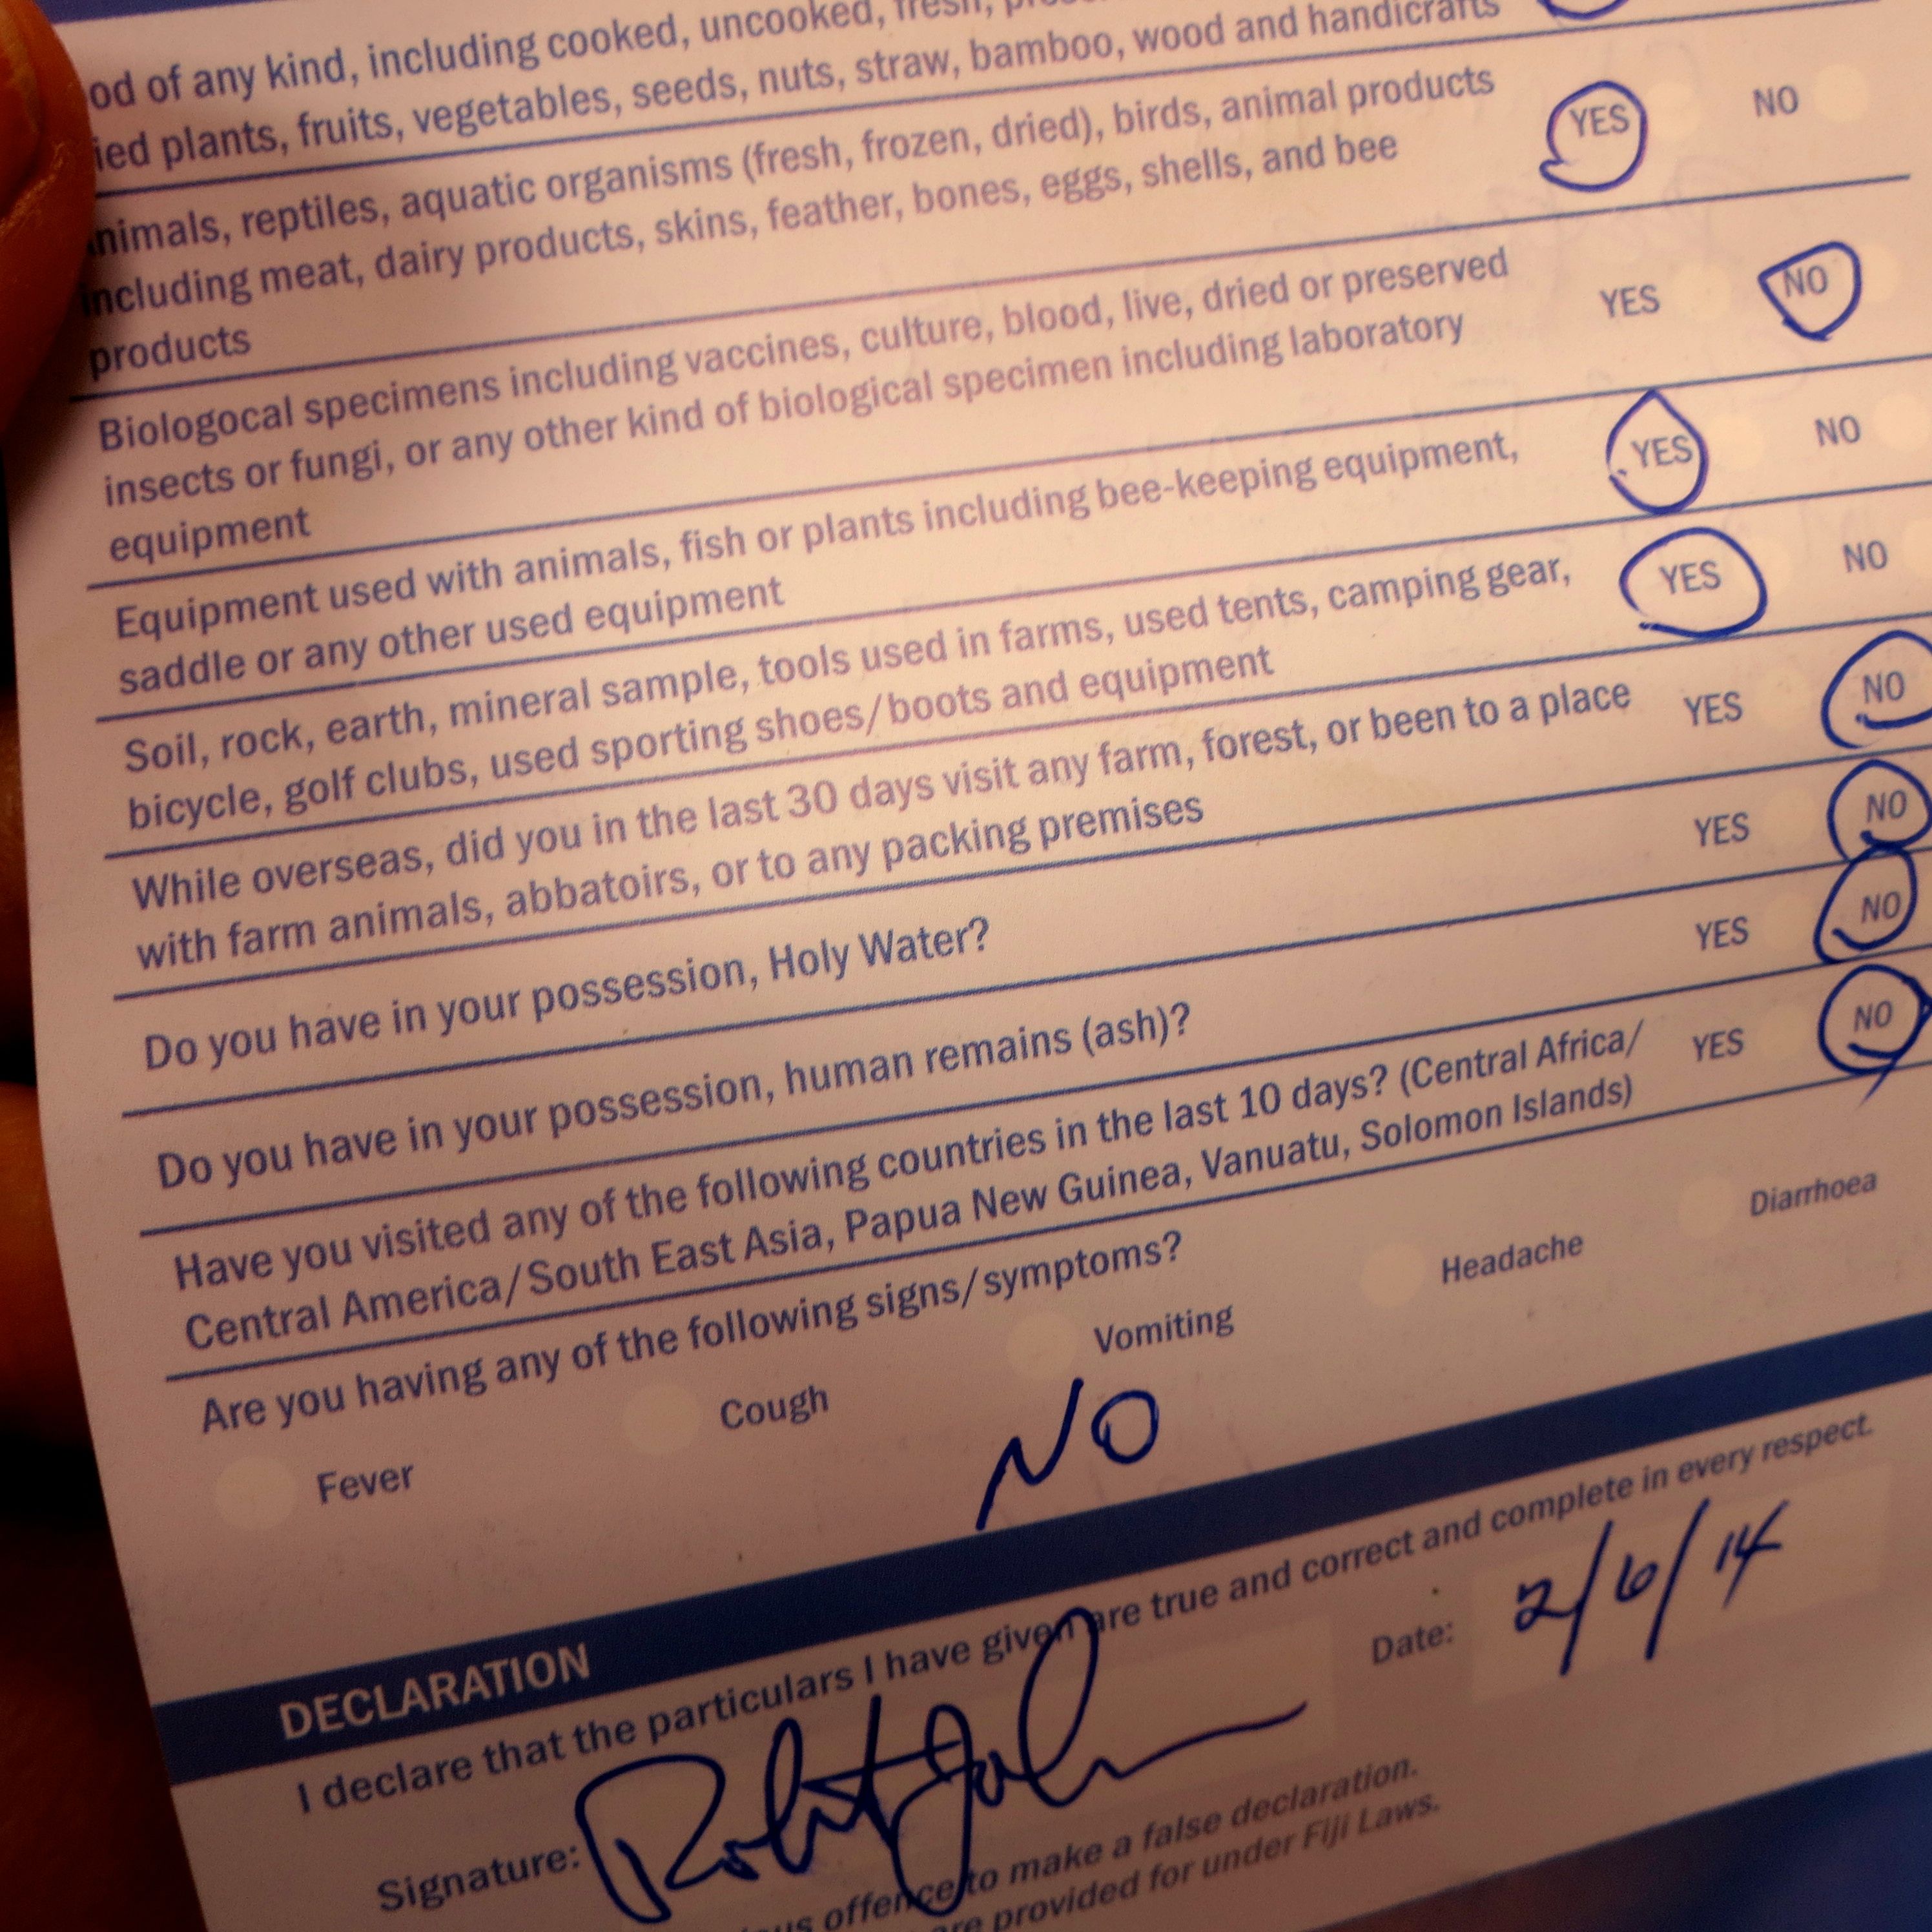 od of any kind, including cooked, uncooked, fresh,
ied plants, fruits, vegetables, seeds, nuts, straw, bamboo, wood and handicrafts
nimals, reptiles, aquatic organisms (fresh, frozen, dried), birds, animal products YES NO
including meat, dairy products, skins, feather, bones, eggs, shells, and bee
products
Biologocal specimens including vaccines, culture, blood, live, dried or preserved YES NO
insects or fungi, or any other kind of biological specimen including laboratory
equipment
Equipment used with animals, fish or plants including bee-keeping equipment, YES NO
saddle or any other used equipment
Soil, rock, earth, mineral sample, tools used in farms, used tents, camping gear, YES NO
bicycle, golf clubs, used sporting shoes/boots and equipment
While overseas, did you in the last 30 days visit any farm, forest, or been to a place YES NO
with farm animals, abbatoirs, or to any packing premises
Do you have in your possession, Holy Water? YES NO
Do you have in your possession, human remains (ash)? YES NO
Have you visited any of the following countries in the last 10 days? (Central Africa/ YES NO
Central America/South East Asia, Papua New Guinea, Vanuatu, Solomon Islands)
Are you having any of the following signs/symptoms?
Fever Cough Vomiting Headache Diarrhoea
NO
DECLARATION
I declare that the particulars I have given are true and correct and complete in every respect.
Signature: Robert John Date: 2/6/14
offence to make a false declaration.
are provided for under Fiji Laws.